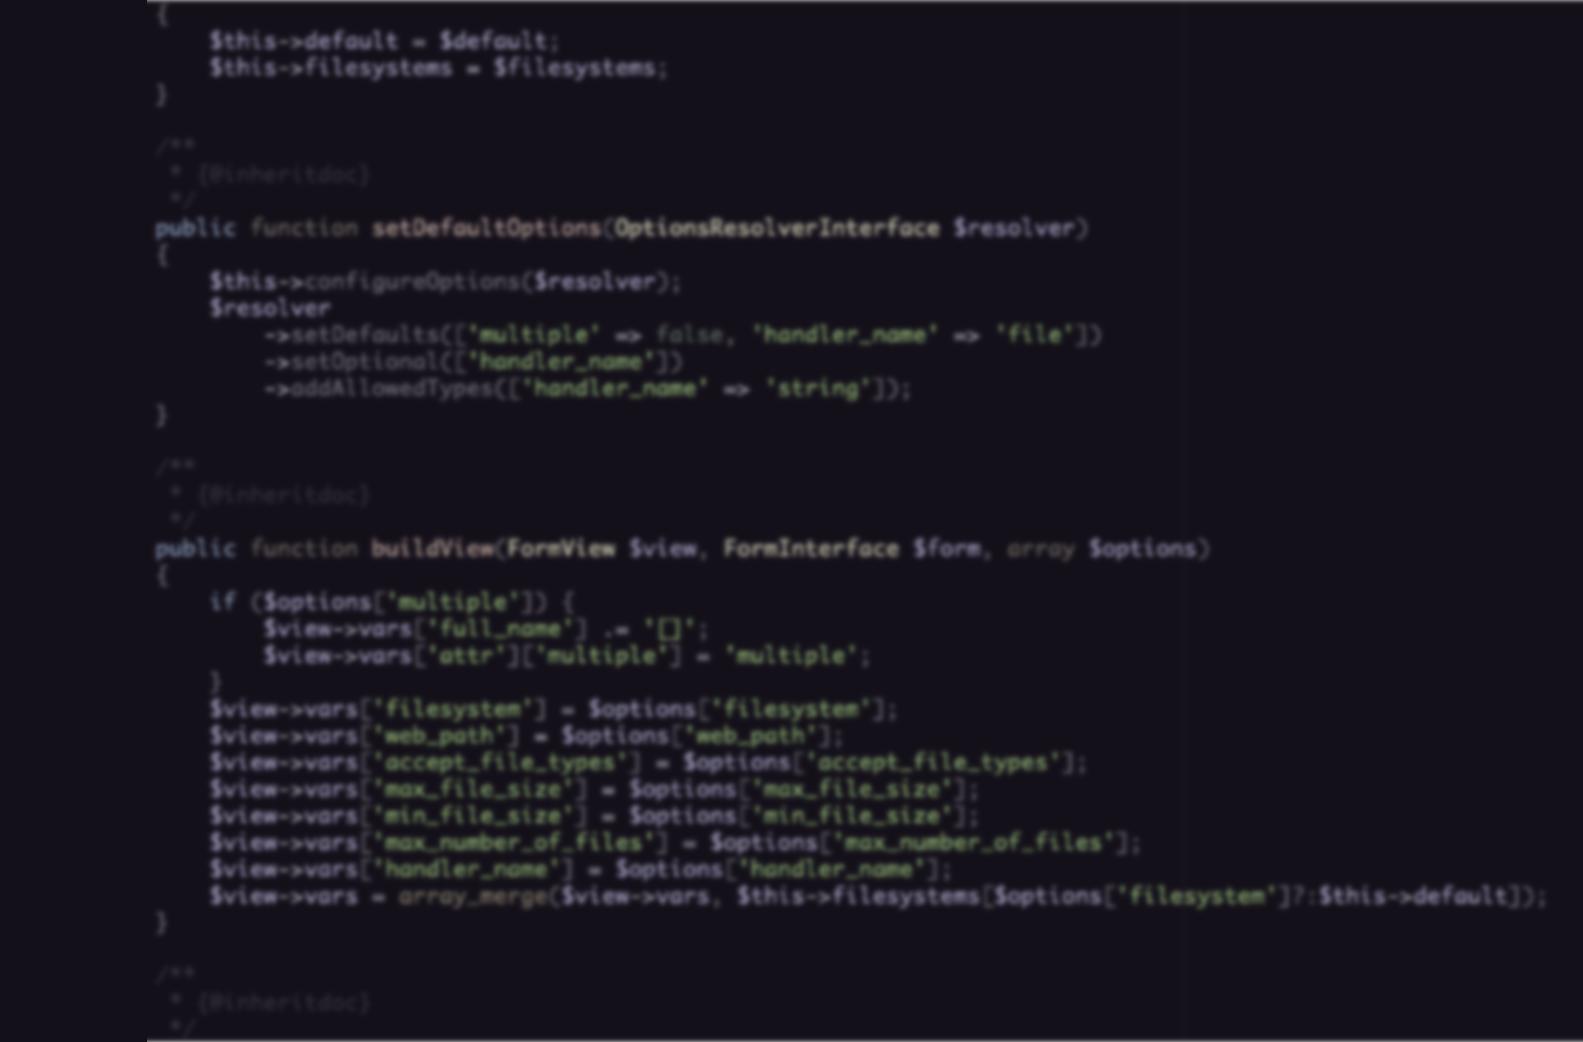 {
    $this->default = $default;
    $this->filesystems = $filesystems;
}

/**
 * {@inheritdoc}
 */
public function setDefaultOptions(OptionsResolverInterface $resolver)
{
    $this->configureOptions($resolver);
    $resolver
        ->setDefaults(['multiple' => false, 'handler_name' => 'file'])
        ->setOptional(['handler_name'])
        ->addAllowedTypes(['handler_name' => 'string']);
}

/**
 * {@inheritdoc}
 */
public function buildView(FormView $view, FormInterface $form, array $options)
{
    if ($options['multiple']) {
        $view->vars['full_name'] .= '[]';
        $view->vars['attr']['multiple'] = 'multiple';
    }
    $view->vars['filesystem'] = $options['filesystem'];
    $view->vars['web_path'] = $options['web_path'];
    $view->vars['accept_file_types'] = $options['accept_file_types'];
    $view->vars['max_file_size'] = $options['max_file_size'];
    $view->vars['min_file_size'] = $options['min_file_size'];
    $view->vars['max_number_of_files'] = $options['max_number_of_files'];
    $view->vars['handler_name'] = $options['handler_name'];
    $view->vars = array_merge($view->vars, $this->filesystems[$options['filesystem']?:$this->default]);
}

/**
 * {@inheritdoc}
 */